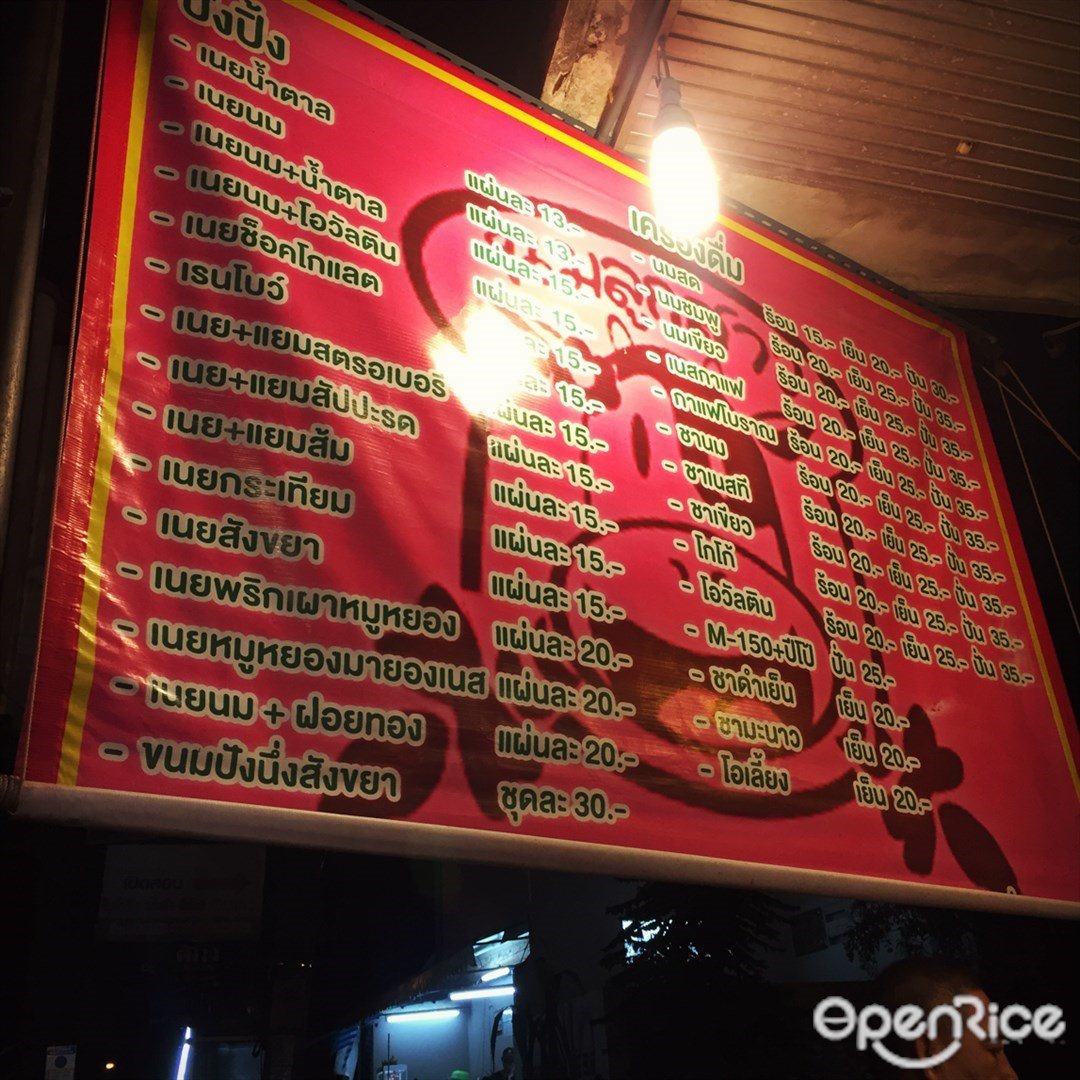 ปังปิ้ง
- เนยน้ำตาล แผ่นละ 13.-
- เนยนม แผ่นละ 13.-
- เนยนม+น้ำตาล แผ่นละ 15.-
- เนยนม+โอวัลติน แผ่นละ 15.-
- เนยช็อคโกแลต 15.-
- เรนโบว์ 15.-
- เนย+แยมสตรอเบอรี่ แผ่นละ 15.-
- เนย+แยมสัปปะรด แผ่นละ 15.-
- เนย+แยมส้ม แผ่นละ 15.-
- เนยกระเทียม แผ่นละ 15.-
- เนยสังขยา แผ่นละ 15.-
- เนยพริกเผาหมูหยอง แผ่นละ 20.-
- เนยหมูหยองมายองเนส แผ่นละ 20.-
- เนยนม + ฝอยทอง แผ่นละ 20.-
- ขนมปังนึ่งสังขยา ชุดละ 30.-
เครื่องดื่ม
- นมสด ร้อน 15.- เย็น 20.- ปั่น 30.-
- นมชมพู ร้อน 20.- เย็น 25.- ปั่น 35.-
- นมเขียว ร้อน 20.- เย็น 25.- ปั่น 35.-
- เนสกาแฟ ร้อน 20.- เย็น 25.- ปั่น 35.-
- กาแฟโบราณ ร้อน 20.- เย็น 25.- ปั่น 35.-
- ชานม ร้อน 20.- เย็น 25.- ปั่น 35.-
- ชาเนสที ร้อน 20.- เย็น 25.- ปั่น 35.-
- ชาเขียว ร้อน 20.- เย็น 25.- ปั่น 35.-
- โกโก้ ร้อน 20.- เย็น 25.- ปั่น 35.-
- โอวัลติน ร้อน 20.- เย็น 25.- ปั่น 35.-
- M-150+ปีโป้ ปั่น 25.-
- ชาดำเย็น เย็น 20.-
- ชามะนาว เย็น 20.-
- โอเลี้ยง เย็น 20.-
OpenRice